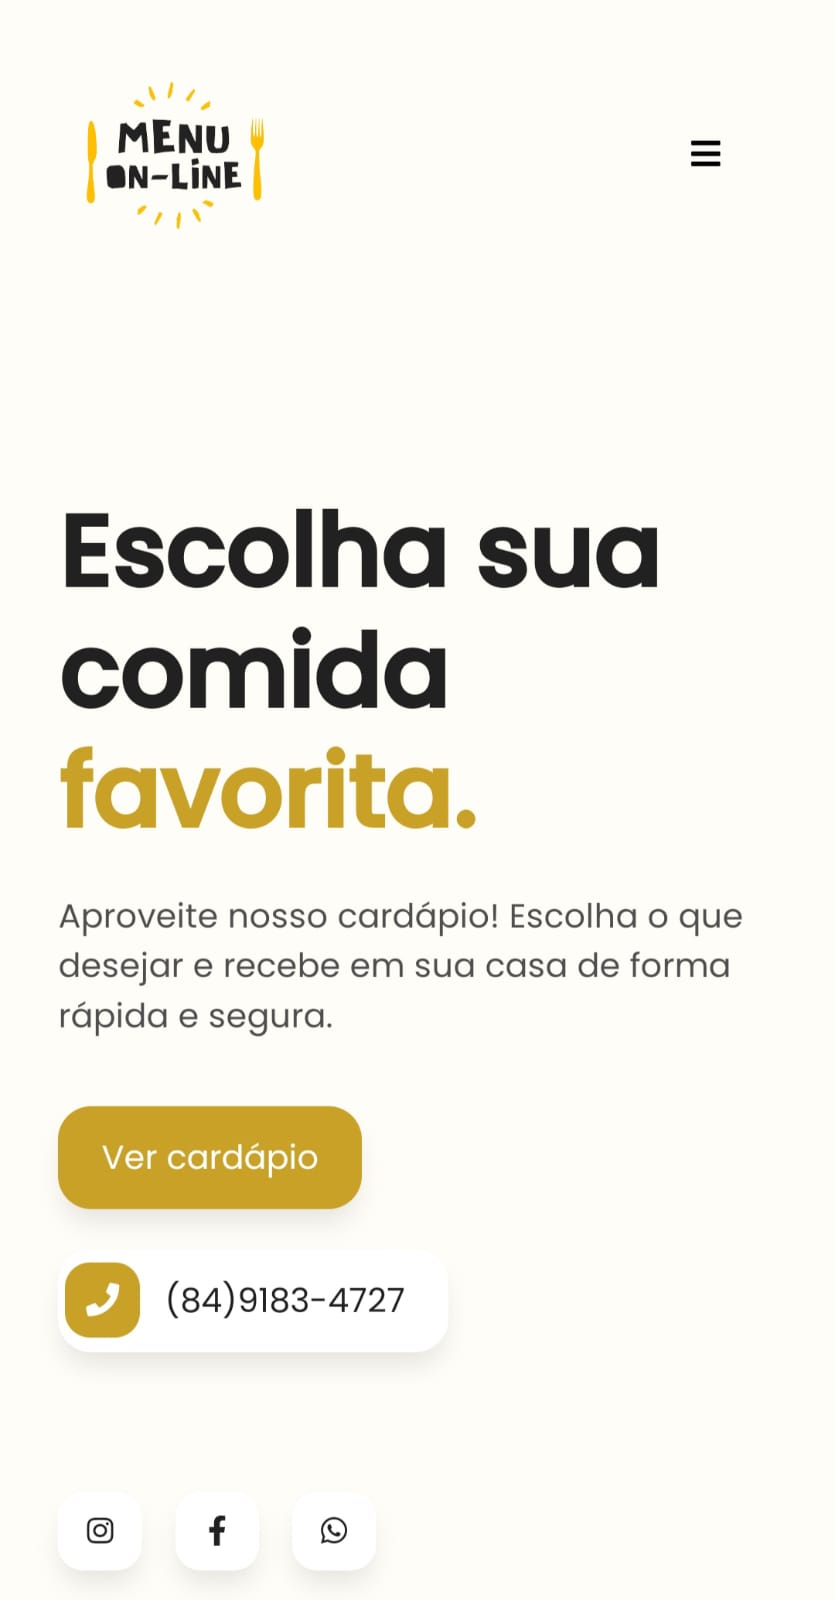 MENU
ON-LINE
Escolha sua
comida
favorita.
Aproveite nosso cardápio! Escolha o que
desejar e recebe em sua casa de forma
rápida e segura.
Ver cardápio
(84)9183-4727